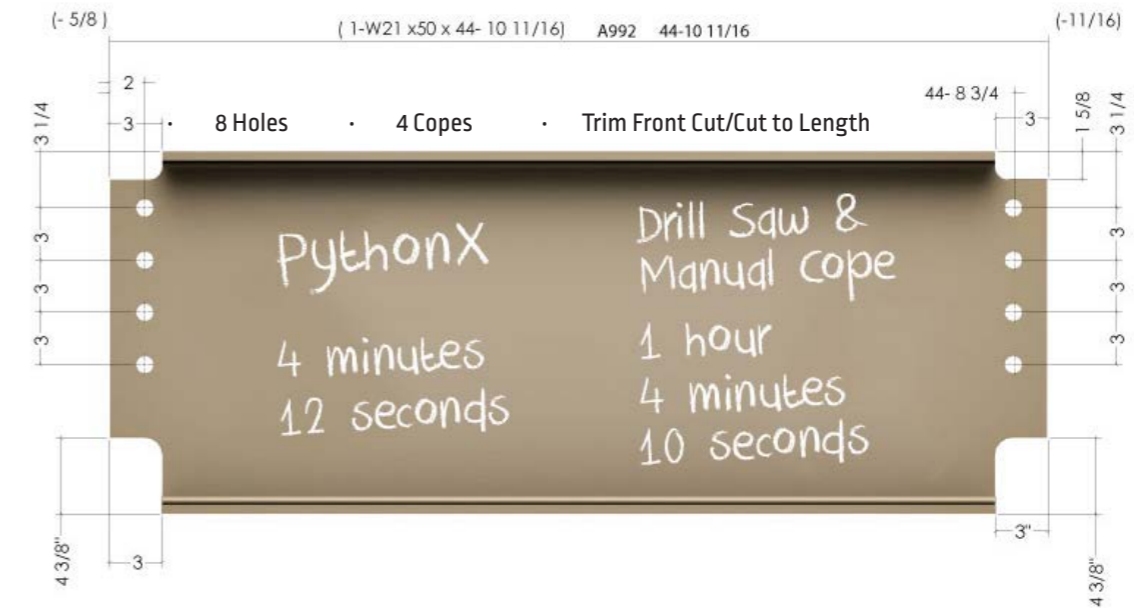 (- 5/8 )
( 1-W21 x50 x 44- 10 11/16) A992 44-10 11/16
(-11/16)
2
44- 8 3/4
3
· 8 Holes · 4 Copes · Trim Front Cut/Cut to Length
3
3 1/4
1 5/8
3 1/4
PythonX
4 minutes
12 seconds
Drill Saw &
Manual cope
1 hour
4 minutes
10 seconds
3
3
3
3
3
3
4 3/8"
3
3"
4 3/8"